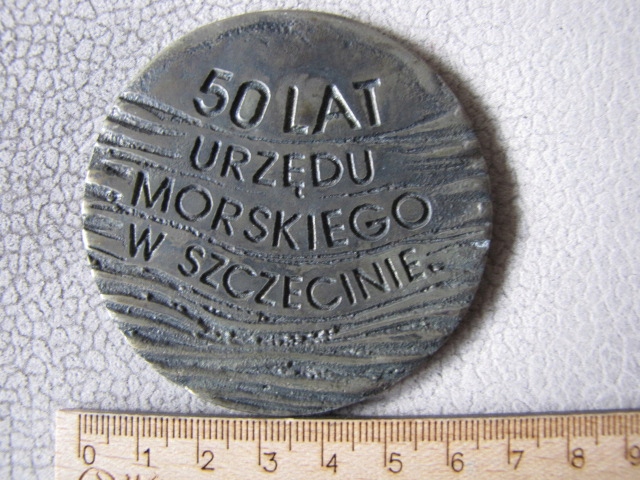 50 LAT
URZĘDU
MORSKIEGO
W SZCZECINIE
0 1 2 3 4 5 6 7 8 9